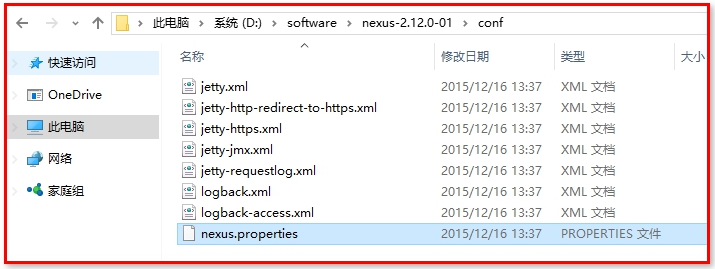 此电脑 > 系统 (D:) > software > nexus-2.12.0-01 > conf
快速访问
OneDrive
此电脑
网络
家庭组
名称 修改日期 类型 大小
jetty.xml 2015/12/16 13:37 XML 文档
jetty-http-redirect-to-https.xml 2015/12/16 13:37 XML 文档
jetty-https.xml 2015/12/16 13:37 XML 文档
jetty-jmx.xml 2015/12/16 13:37 XML 文档
jetty-requestlog.xml 2015/12/16 13:37 XML 文档
logback.xml 2015/12/16 13:37 XML 文档
logback-access.xml 2015/12/16 13:37 XML 文档
nexus.properties 2015/12/16 13:37 PROPERTIES 文件